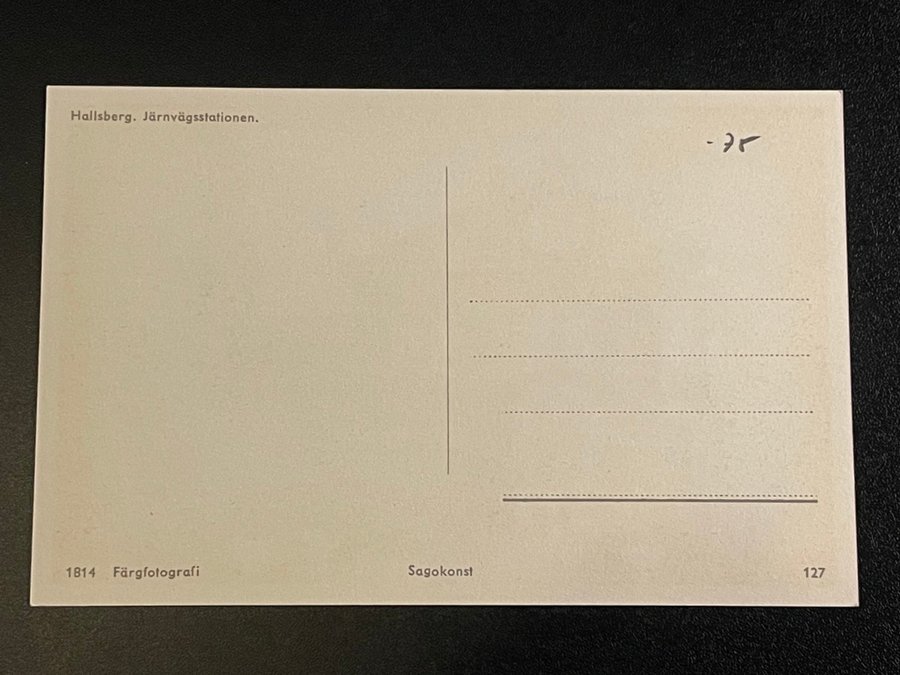 Hallsberg. Järnvägsstationen.
-75
1814 Färgfotografi Sagokonst 127